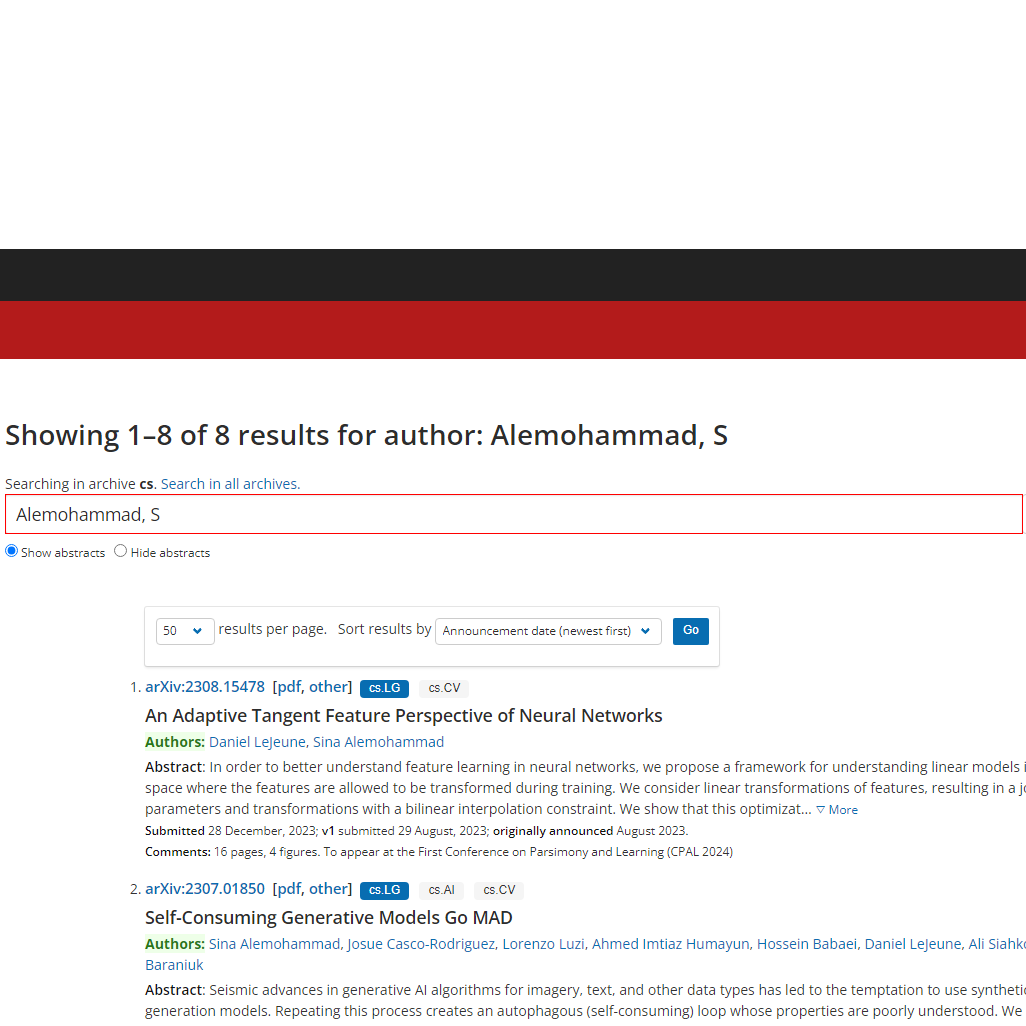 Showing 1–8 of 8 results for author: Alemohammad, S
Searching in archive cs. Search in all archives.
Alemohammad, S
Show abstracts Hide abstracts
50 results per page. Sort results by Announcement date (newest first) Go
1. arXiv:2308.15478 [pdf, other] cs.LG cs.CV
An Adaptive Tangent Feature Perspective of Neural Networks
Authors: Daniel LeJeune, Sina Alemohammad
Abstract: In order to better understand feature learning in neural networks, we propose a framework for understanding linear models
space where the features are allowed to be transformed during training. We consider linear transformations of features, resulting in a
parameters and transformations with a bilinear interpolation constraint. We show that this optimizat... ▽ More
Submitted 28 December, 2023; v1 submitted 29 August, 2023; originally announced August 2023.
Comments: 16 pages, 4 figures. To appear at the First Conference on Parsimony and Learning (CPAL 2024)
2. arXiv:2307.01850 [pdf, other] cs.LG cs.AI cs.CV
Self-Consuming Generative Models Go MAD
Authors: Sina Alemohammad, Josue Casco-Rodriguez, Lorenzo Luzi, Ahmed Imtiaz Humayun, Hossein Babaei, Daniel LeJeune, Ali
Baraniuk
Abstract: Seismic advances in generative AI algorithms for imagery, text, and other data types has led to the temptation to use
generation models. Repeating this process creates an autophagous (self-consuming) loop whose properties are poorly understood. We